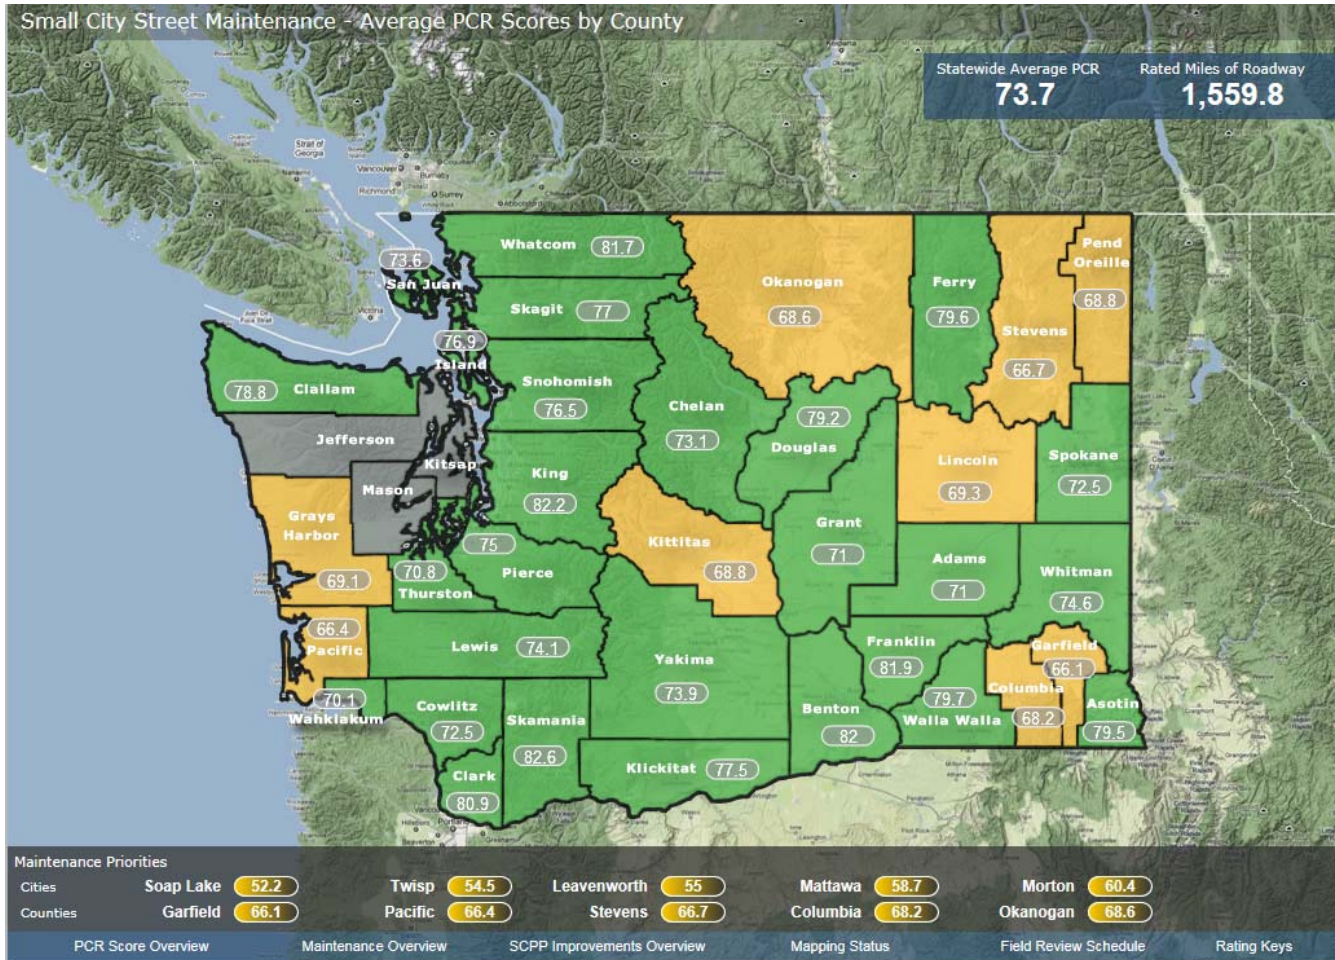 Small City Street Maintenance - Average PCR Scores by County
Statewide Average PCR Rated Miles of Roadway
73.7 1,559.8
Strait of
Georgia
Vancouver
Burnaby
Richmond
Surrey
Victoria
Whatcom 81.7
73.6
San Juan
Skagit 77
Okanogan
68.6
Ferry
79.6
Stevens
66.7
Pend
Oreille
68.8
76.9
Island
Clallam
78.8
Snohomish
76.5
Chelan
73.1
79.2
Douglas
Jefferson
Kitsap
Mason
King
82.2
Lincoln
69.3
Spokane
72.5
Grays
Harbor
69.1
Kittitas
68.8
Grant
71
75
Pierce
70.8
Thurston
Adams
71
Whitman
74.6
66.4
Pacific
Lewis 74.1
Yakima
73.9
Franklin
81.9
Garfield
66.1
70.1
Wahkiakum
Cowlitz
72.5
Skamania
82.6
Benton
82
79.7
Walla Walla
Columbia
68.2
Asotin
79.5
Clark
80.9
Klickitat 77.5
Maintenance Priorities
Cities Soap Lake 52.2 Twisp 54.5 Leavenworth 55 Mattawa 58.7 Morton 60.4
Counties Garfield 66.1 Pacific 66.4 Stevens 66.7 Columbia 68.2 Okanogan 68.6
PCR Score Overview Maintenance Overview SCPP Improvements Overview Mapping Status Field Review Schedule Rating Keys